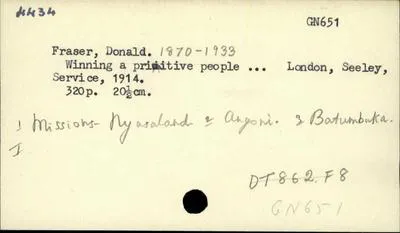 4434
GN651
Fraser, Donald. 1870-1933
Winning a primitive people ... London, Seeley,
Service, 1914.
320p. 20½cm.
1 Missions- Nyasaland 2 Angoni. 3 Batumbuka.
I
DT862.F8
GN651